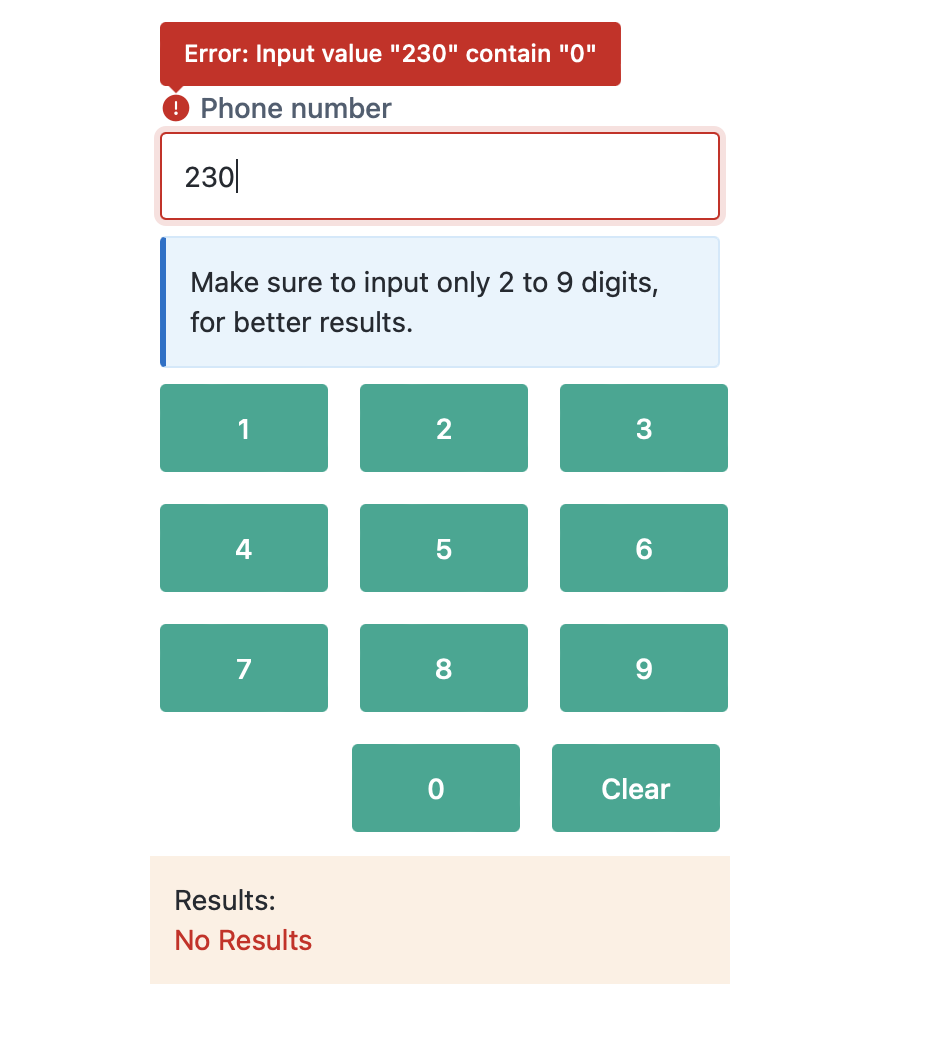 Error: Input value "230" contain "0"
Phone number
230
Make sure to input only 2 to 9 digits,
for better results.
1 2 3
4 5 6
7 8 9
0 Clear
Results:
No Results